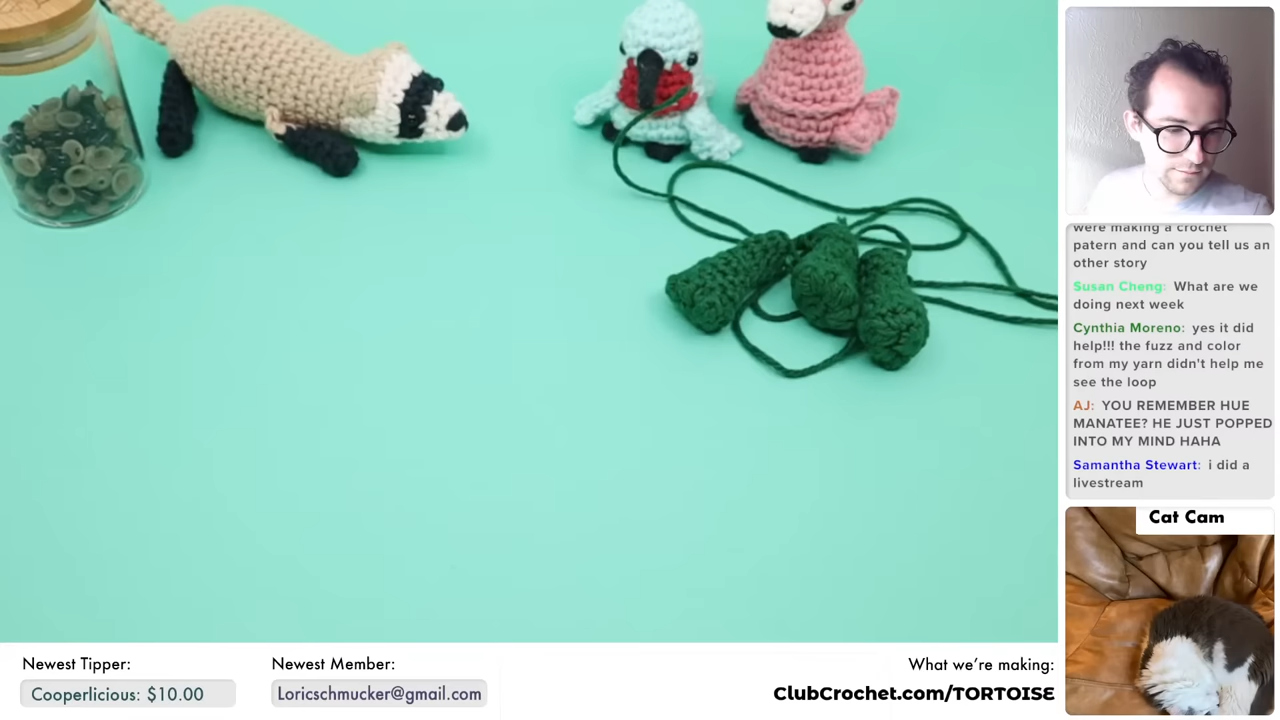 were making a crochet
patern and can you tell us an
other story
Susan Cheng: What are we
doing next week
Cynthia Moreno: yes it did
help!!! the fuzz and color
from my yarn didn't help me
see the loop
AJ: YOU REMEMBER HUE
MANATEE? HE JUST POPPED
INTO MY MIND HAHA
Samantha Stewart: i did a
livestream
Cat Cam
Newest Tipper:
Cooperlicious: $10.00
Newest Member:
Loricschmucker@gmail.com
What we're making:
ClubCrochet.com/TORTOISE